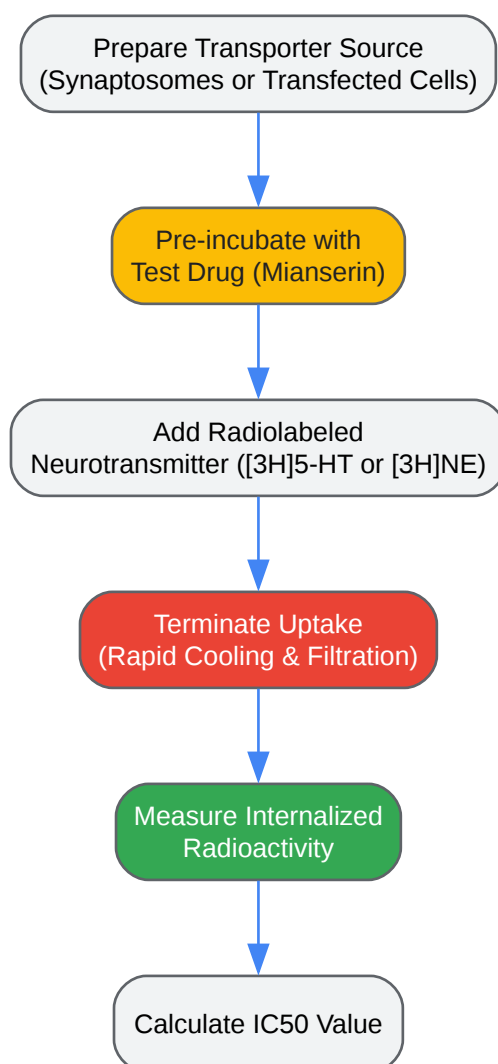 Prepare Transporter Source
(Synaptosomes or Transfected Cells)
Pre-incubate with
Test Drug (Mianserin)
Add Radiolabeled
Neurotransmitter ([3H]5-HT or [3H]NE)
Terminate Uptake
(Rapid Cooling & Filtration)
Measure Internalized
Radioactivity
Calculate IC50 Value